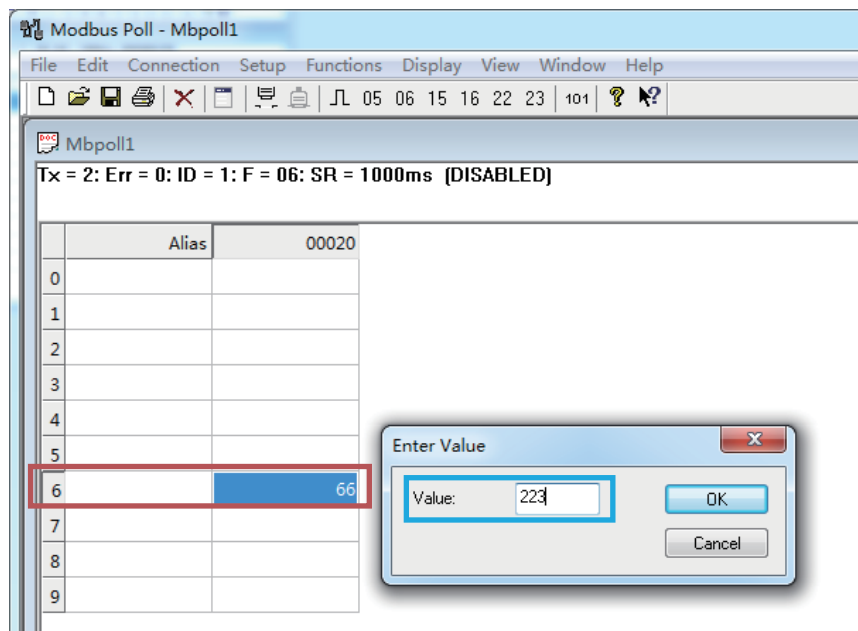 Modbus Poll - Mbpoll1
File Edit Connection Setup Functions Display View Window Help
05 06 15 16 22 23 101
DOC
Mbpoll1
Tx = 2: Err = 0: ID = 1: F = 06: SR = 1000ms (DISABLED)
Alias 00020
0
1
2
3
4
5
6 66
7
8
9
Enter Value
Value: 223
OK
Cancel